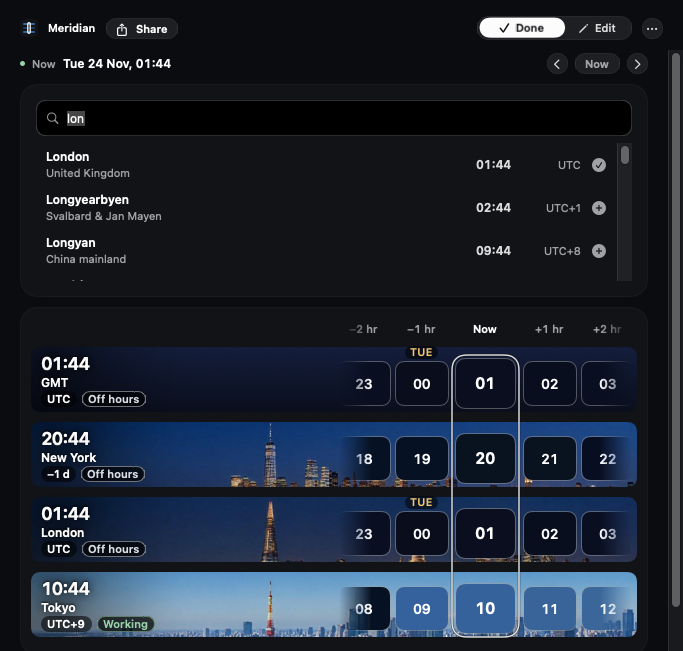 Meridian
Share
Done
Edit
Now Tue 24 Nov, 01:44
Now
lon
London 01:44 UTC
United Kingdom
Longyearbyen 02:44 UTC+1
Svalbard & Jan Mayen
Longyan 09:44 UTC+8
China mainland
−2 hr −1 hr Now +1 hr +2 hr
TUE
01:44
GMT
UTC Off hours
23 00 01 02 03
20:44
New York
−1 d Off hours
18 19 20 21 22
TUE
01:44
London
UTC Off hours
23 00 01 02 03
10:44
Tokyo
UTC+9 Working
08 09 10 11 12